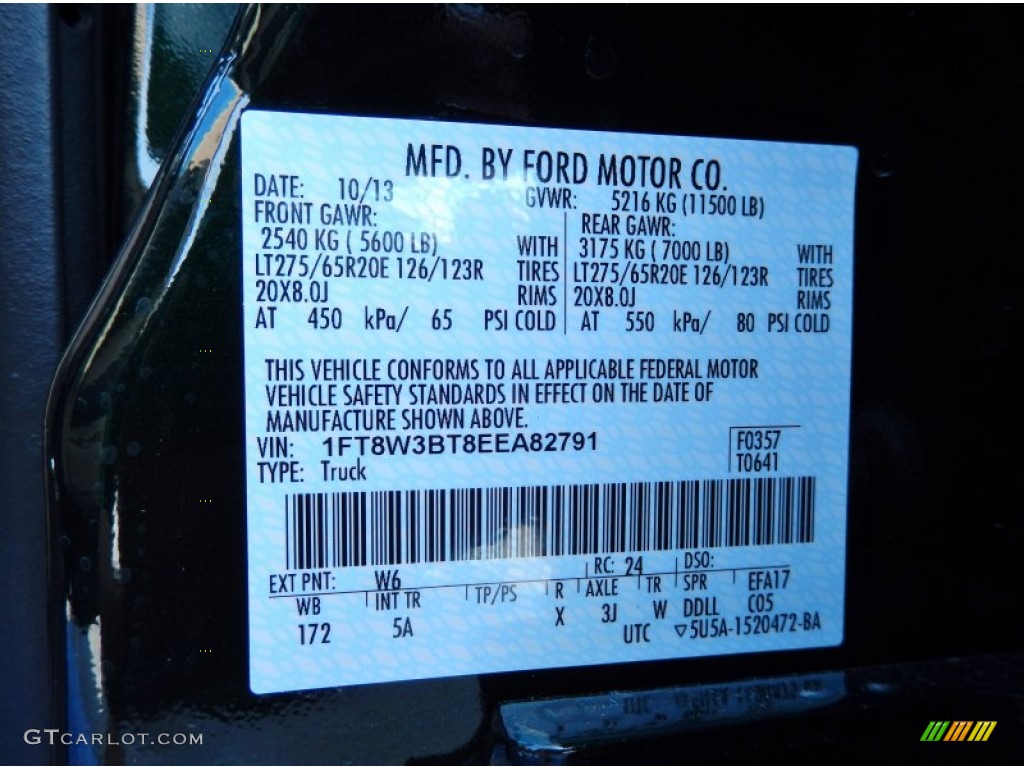 MFD. BY FORD MOTOR CO.
DATE: 10/13 GVWR: 5216 KG (11500 LB)
FRONT GAWR: REAR GAWR:
2540 KG ( 5600 LB) WITH 3175 KG ( 7000 LB) WITH
LT275/65R20E 126/123R TIRES LT275/65R20E 126/123R TIRES
20X8.0J RIMS 20X8.0J RIMS
AT 450 kPa/ 65 PSI COLD AT 550 kPa/ 80 PSI COLD
THIS VEHICLE CONFORMS TO ALL APPLICABLE FEDERAL MOTOR
VEHICLE SAFETY STANDARDS IN EFFECT ON THE DATE OF
MANUFACTURE SHOWN ABOVE.
VIN: 1FT8W3BT8EEA82791 F0357
TYPE: Truck T0641
EXT PNT: W6 RC: 24 DSO:
WB INT TR TP/PS R AXLE TR SPR EFA17
172 5A X 3J W DDLL C05
UTC ▽5U5A-1520472-BA
GTCARLOT.COM